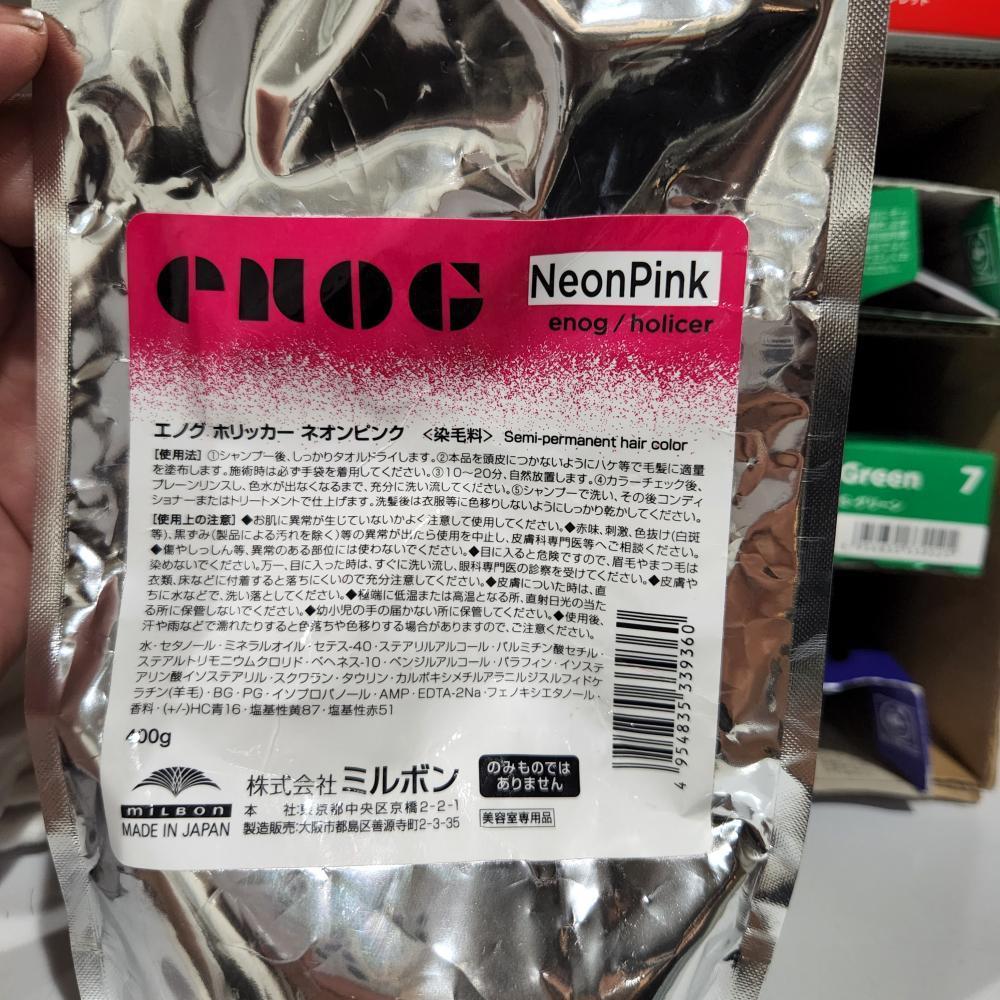 enog
NeonPink
enog / holicer
エノグ ホリッカー ネオンピンク 〈染毛料〉 Semi-permanent hair color
【使用法】①シャンプー後、しっかりタオルドライします。②本品を頭皮につかないようにハケ等で毛髪に適量
を塗布します。施術時は必ず手袋を着用してください。③10～20分、自然放置します。④カラーチェック後、
プレーンリンスし、色水が出なくなるまで、充分に洗い流してください。⑤シャンプーで洗い、その後コンディ
ショナーまたはトリートメントで仕上げます。洗髪後は衣服等に色移りしないようにしっかり乾かしてください。
【使用上の注意】◆お肌に異常が生じていないかよく注意して使用してください。◆赤味、刺激、色抜け(白斑
等)、黒ずみ(製品による汚れを除く)等の異常が出たら使用を中止し、皮膚科専門医等へご相談ください。
◆傷やしっしん等、異常のある部位には使わないでください。◆目に入ると危険ですので、眉毛やまつ毛は
染めないでください。万一、目に入った時は、すぐに洗い流し、眼科専門医の診察を受けてください。◆皮膚や
衣類、床などに付着すると落ちにくいので充分注意してください。◆皮膚についた時は、直
ちに水などで、洗い落としてください。◆極端に低温または高温となる所、直射日光の当た
る所に保管しないでください。◆幼小児の手の届かない所に保管してください。◆使用後、
汗や雨などで濡れたりすると色落ちや色移りする場合がありますので、ご注意ください。
水・セタノール・ミネラルオイル・セテス-40・ステアリルアルコール・パルミチン酸セチル・
ステアルトリモニウムクロリド・ベヘネス-10・ベンジルアルコール・パラフィン・イソステ
アリン酸イソステアリル・スクワラン・タウリン・カルボキシメチルアラニルジスルフィドケ
ラチン(羊毛)・BG・PG・イソプロパノール・AMP・EDTA-2Na・フェノキシエタノール・
香料・(+/-)HC青16・塩基性黄87・塩基性赤51
400g
4 954835 339360
MILBON
MADE IN JAPAN
株式会社 ミルボン
本 社:東京都中央区京橋2-2-1
製造販売:大阪市都島区善源寺町2-3-35
のみものでは
ありません
美容室専用品
Green 7